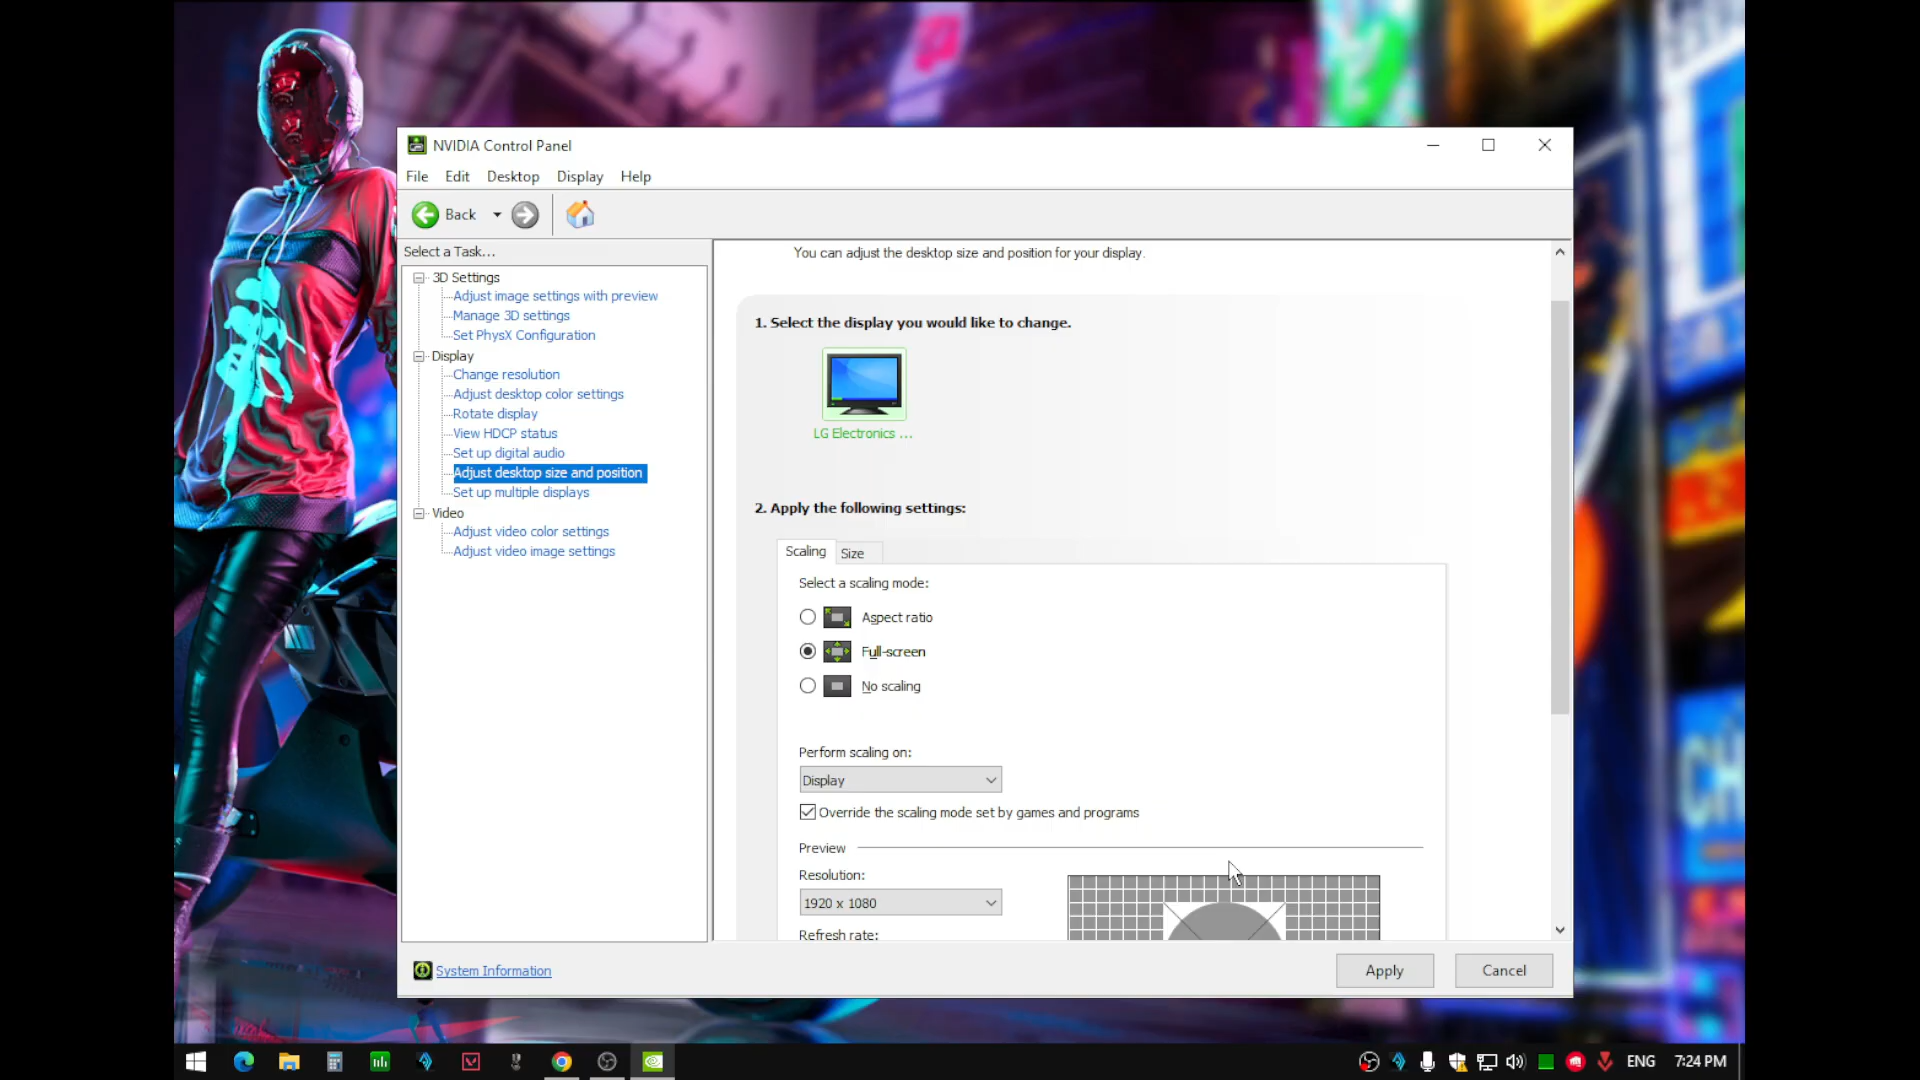 NVIDIA Control Panel
File Edit Desktop Display Help
Back
Select a Task...
3D Settings
Adjust image settings with preview
Manage 3D settings
Set PhysX Configuration
Display
Change resolution
Adjust desktop color settings
Rotate display
View HDCP status
Set up digital audio
Adjust desktop size and position
Set up multiple displays
Video
Adjust video color settings
Adjust video image settings
You can adjust the desktop size and position for your display.
1. Select the display you would like to change.
LG Electronics ...
2. Apply the following settings:
Scaling Size
Select a scaling mode:
Aspect ratio
Full-screen
No scaling
Perform scaling on:
Display
Override the scaling mode set by games and programs
Preview
Resolution:
1920 x 1080
Refresh rate:
System Information
Apply Cancel
ENG 7:24 PM